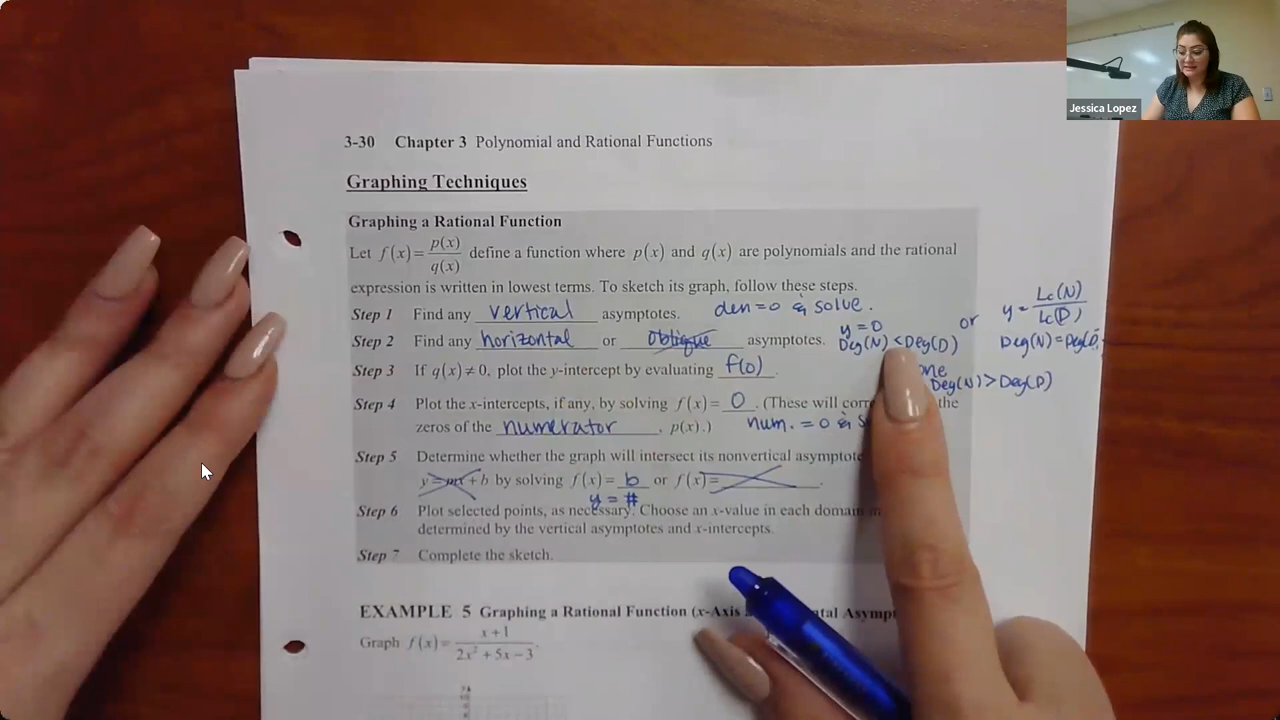 Jessica Lopez
3-30 Chapter 3 Polynomial and Rational Functions
Graphing Techniques
Graphing a Rational Function
Let f(x) = p(x)/q(x) define a function where p(x) and q(x) are polynomials and the rational
expression is written in lowest terms. To sketch its graph, follow these steps.
Step 1 Find any vertical asymptotes. den=0 & solve.
y=0 or y = Lc(N)/Lc(D)
Step 2 Find any horizontal or oblique asymptotes. Deg(N)<Deg(D) Deg(N)=Deg(D)
Step 3 If q(x) ≠ 0, plot the y-intercept by evaluating f(0).
Deg(N)>Deg(D)
Step 4 Plot the x-intercepts, if any, by solving f(x) = 0. (These will the
zeros of the numerator, p(x).) num. = 0 &
Step 5 Determine whether the graph will intersect its nonvertical
y = mx + b by solving f(x) = b or f(x) = .
y = #
Step 6 Plot selected points, as necessary. Choose an x-value in each domain
determined by the vertical asymptotes and x-intercepts.
Step 7 Complete the sketch.
EXAMPLE 5 Graphing a Rational Function (x-Axis
Graph f(x) = x+1/2x²+5x−3.